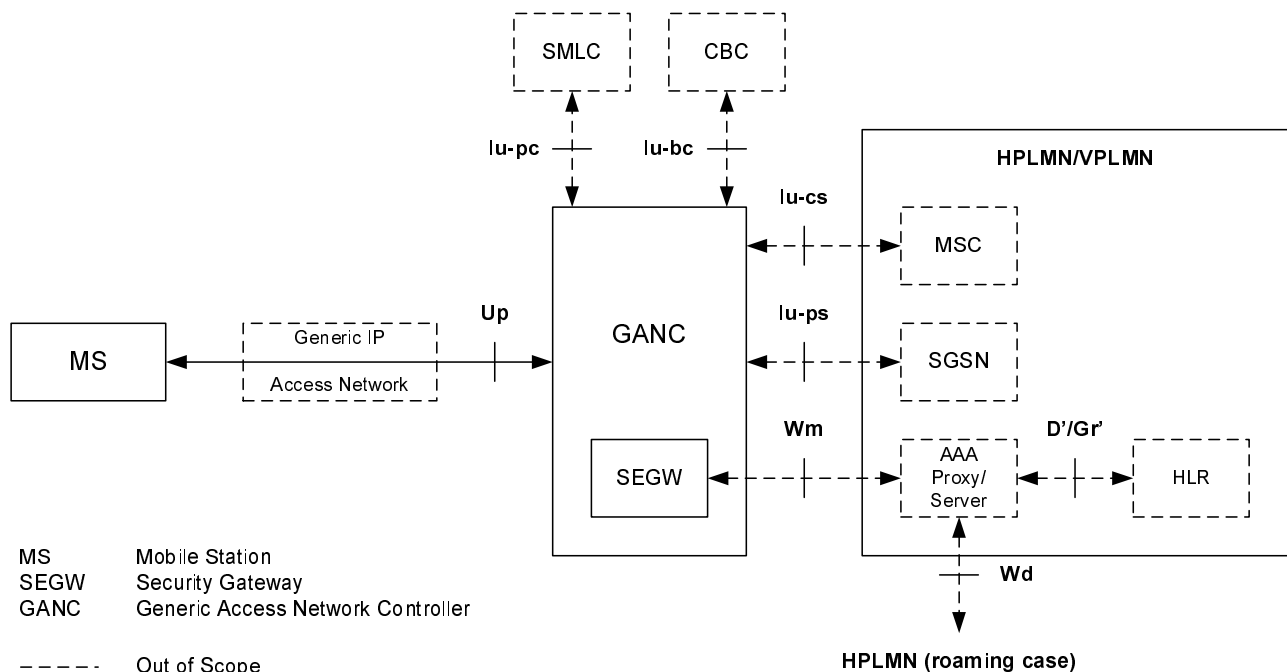 SMLC
CBC
Iu-pc
Iu-bc
HPLMN/VPLMN
Iu-cs
MSC
Up
Iu-ps
MS
Generic IP
Access Network
GANC
SGSN
Wm
D'/Gr'
SEGW
AAA
Proxy/
Server
HLR
Wd
MS Mobile Station
SEGW Security Gateway
GANC Generic Access Network Controller
Out of Scope
HPLMN (roaming case)